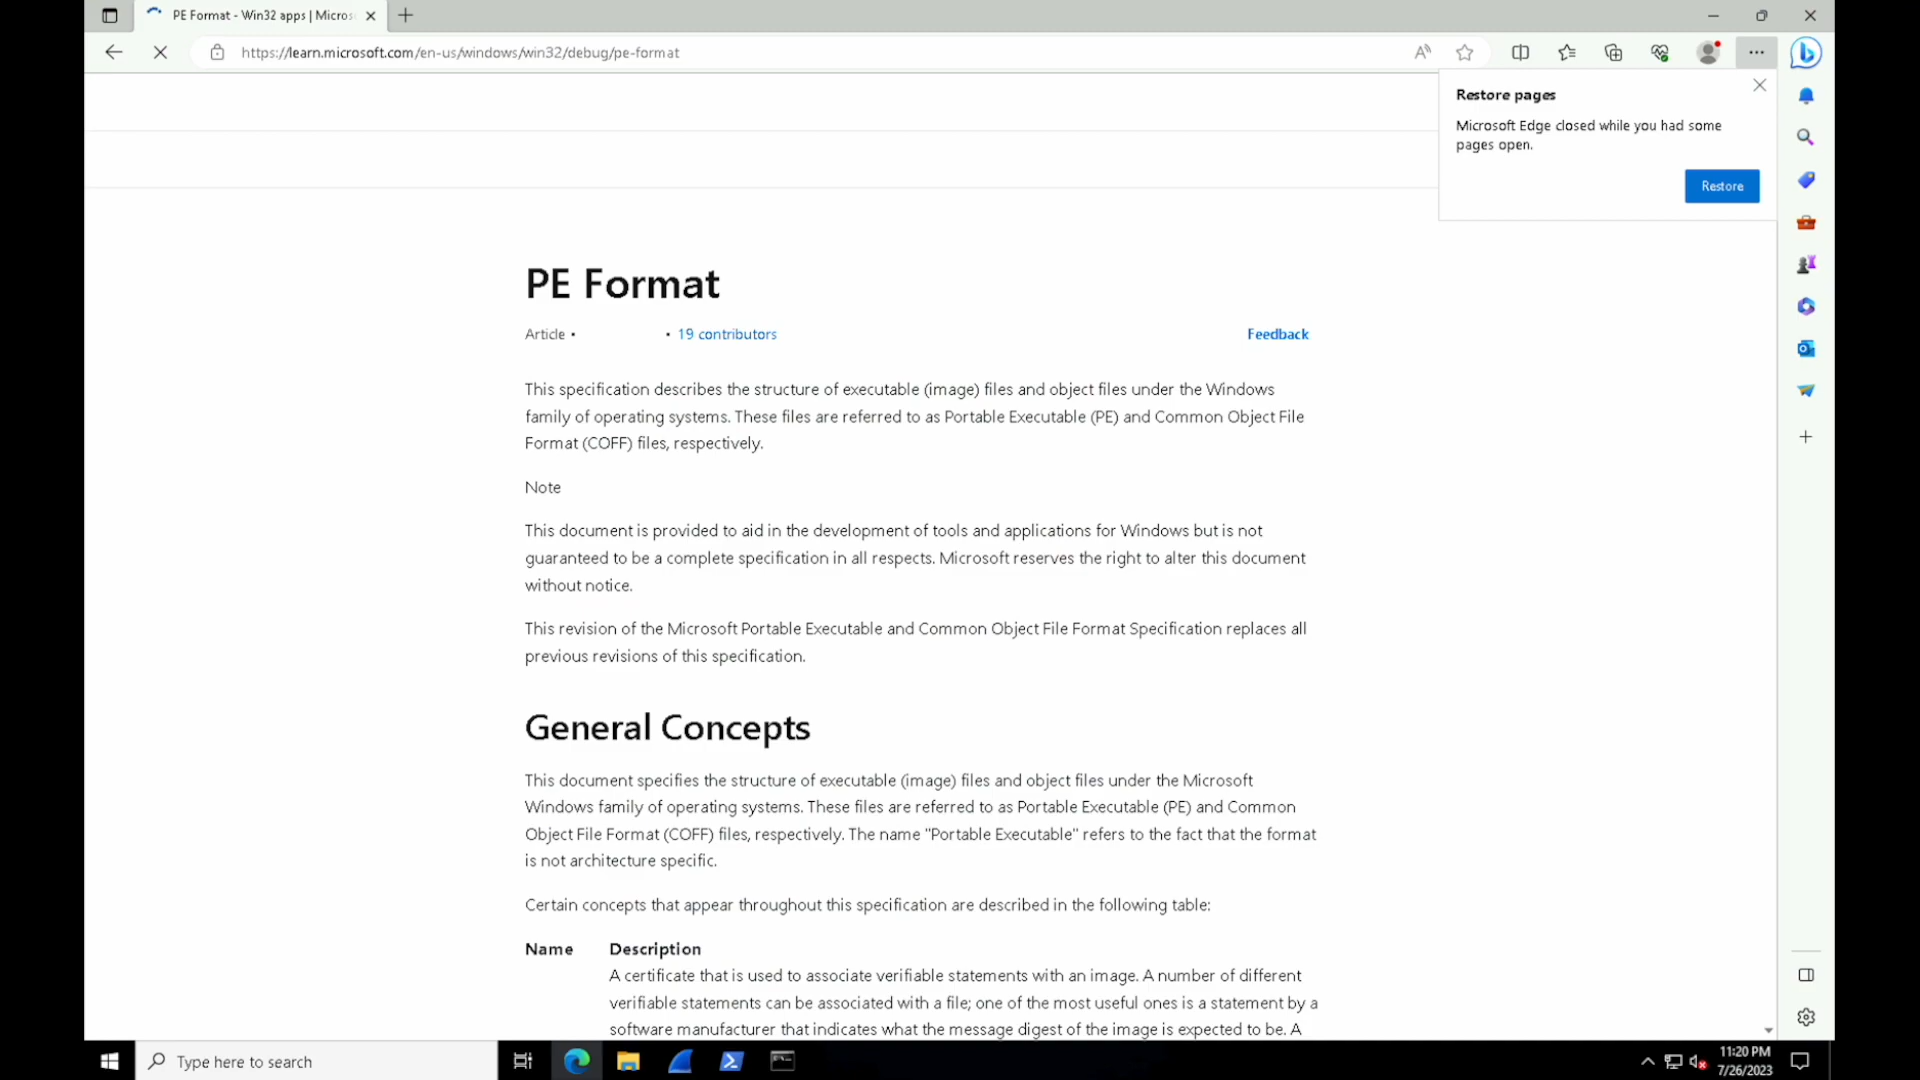 PE Format - Win32 apps | Micros
https://learn.microsoft.com/en-us/windows/win32/debug/pe-format
Restore pages
Microsoft Edge closed while you had some
pages open.
Restore
PE Format
Article •
• 19 contributors
Feedback
This specification describes the structure of executable (image) files and object files under the Windows
family of operating systems. These files are referred to as Portable Executable (PE) and Common Object File
Format (COFF) files, respectively.
Note
This document is provided to aid in the development of tools and applications for Windows but is not
guaranteed to be a complete specification in all respects. Microsoft reserves the right to alter this document
without notice.
This revision of the Microsoft Portable Executable and Common Object File Format Specification replaces all
previous revisions of this specification.
General Concepts
This document specifies the structure of executable (image) files and object files under the Microsoft
Windows family of operating systems. These files are referred to as Portable Executable (PE) and Common
Object File Format (COFF) files, respectively. The name "Portable Executable" refers to the fact that the format
is not architecture specific.
Certain concepts that appear throughout this specification are described in the following table:
Name Description
A certificate that is used to associate verifiable statements with an image. A number of different
verifiable statements can be associated with a file; one of the most useful ones is a statement by a
software manufacturer that indicates what the message digest of the image is expected to be. A
Type here to search
11:20 PM
7/26/2023